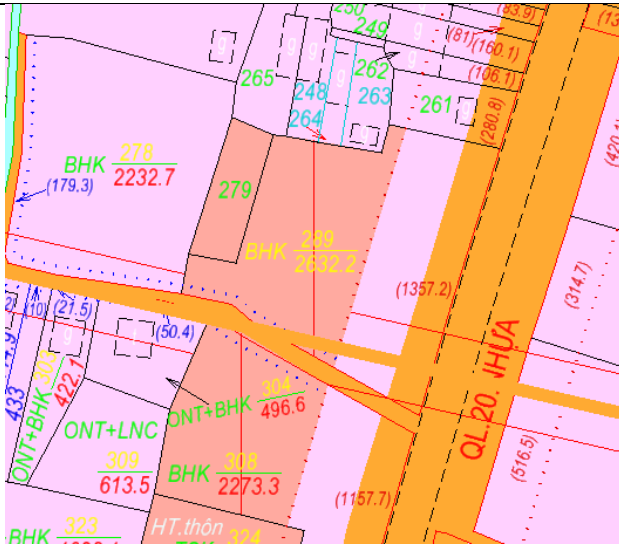 250
249
g
(83.9)
(81)
(160.1)
(106.1)
265
g
g
g
262
248
263
264
g
261
g
(280.8)
(420.1)
BHK 278
2232.7
(179.3)
279
BHK 289
2632.2
(1357.2)
(314.7)
(10)
(21.5)
g
t
(50.4)
QL.20.
433
ONT+BHK 303
422.1
ONT+BHK 304
496.6
ONT+LNC
309
613.5
BHK 308
2273.3
(1157.7)
(516.5)
BHK 323
HT.thôn
324